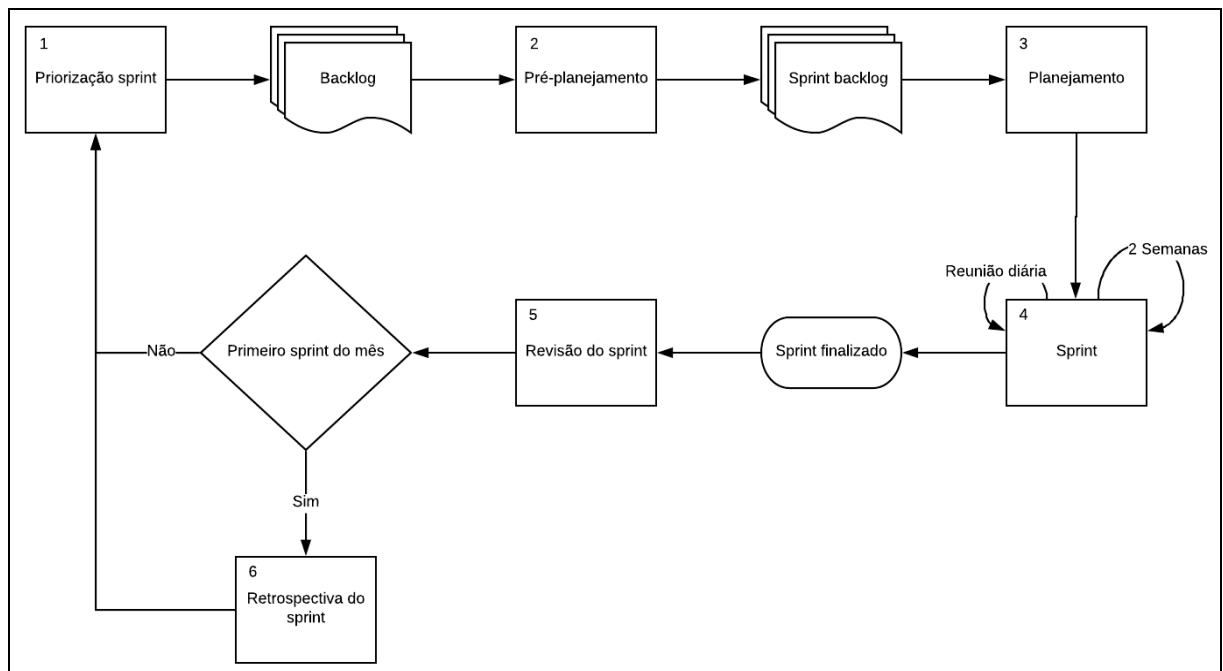 1
Priorização sprint
Backlog
2
Pré-planejamento
Sprint backlog
3
Planejamento
Reunião diária
2 Semanas
4
Sprint
Sprint finalizado
5
Revisão do sprint
Primeiro sprint do mês
Não
Sim
6
Retrospectiva do
sprint